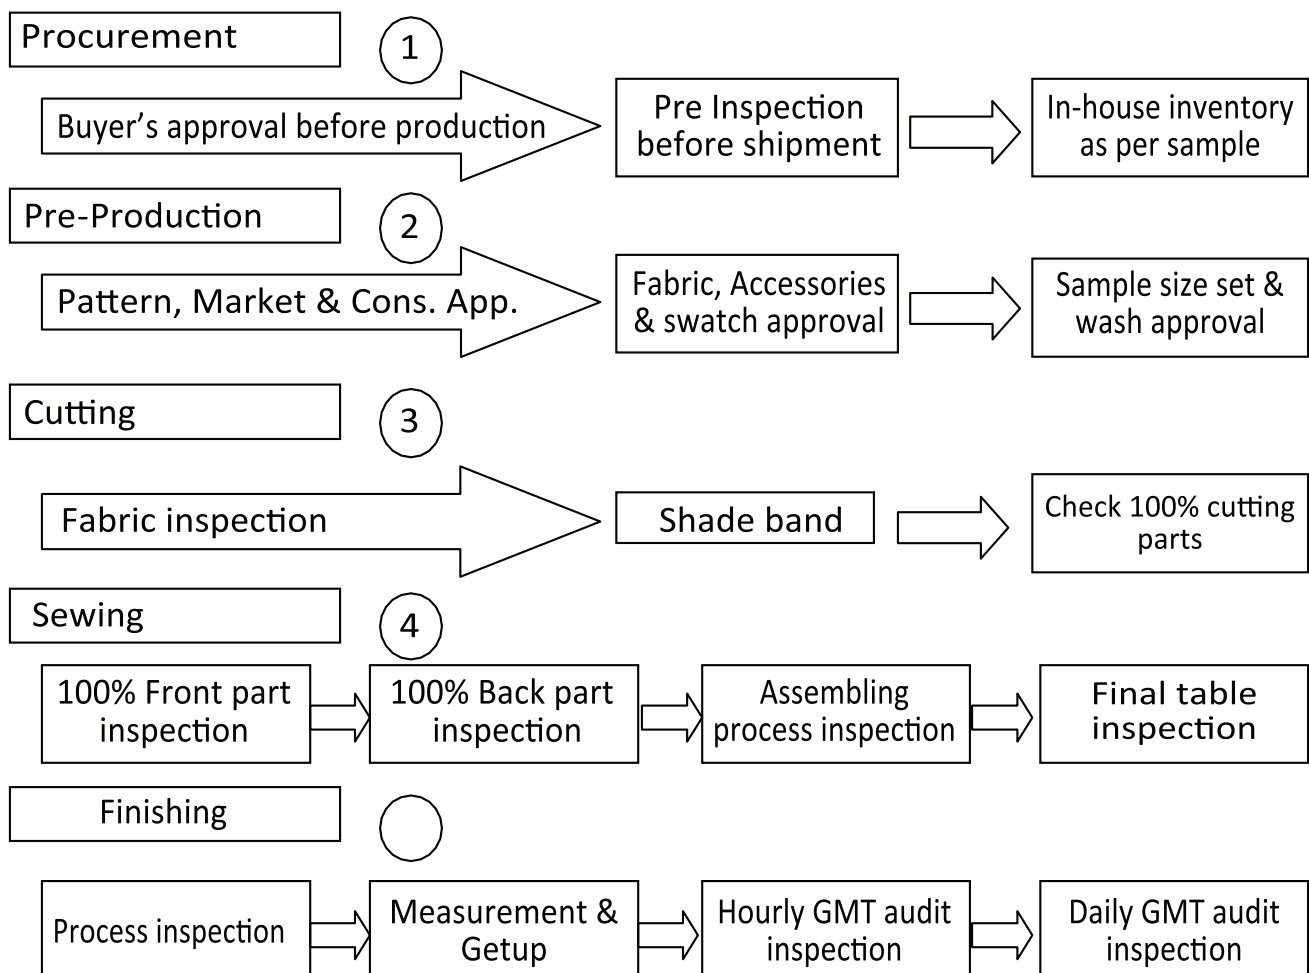 Procurement
1
Buyer's approval before production
Pre Inspection
before shipment
In-house inventory
as per sample
Pre-Production
2
Pattern, Market & Cons. App.
Fabric, Accessories
& swatch approval
Sample size set &
wash approval
Cutting
3
Fabric inspection
Shade band
Check 100% cutting
parts
Sewing
4
100% Front part
inspection
100% Back part
inspection
Assembling
process inspection
Final table
inspection
Finishing
Process inspection
Measurement &
Getup
Hourly GMT audit
inspection
Daily GMT audit
inspection